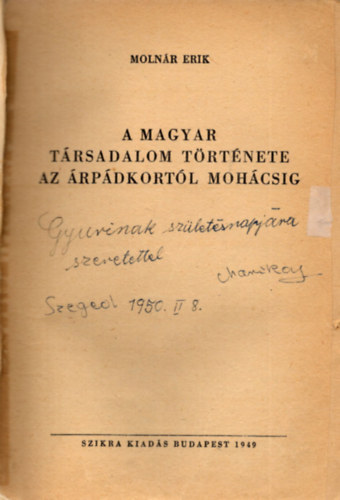 MOLNÁR ERIK
A MAGYAR
TÁRSADALOM TÖRTÉNETE
AZ ÁRPÁDKORTÓL MOHÁCSIG
Gyurinak születésnapjára
szeretettel
Szeged 1950. II 8.
SZIKRA KIADÁS BUDAPEST 1949